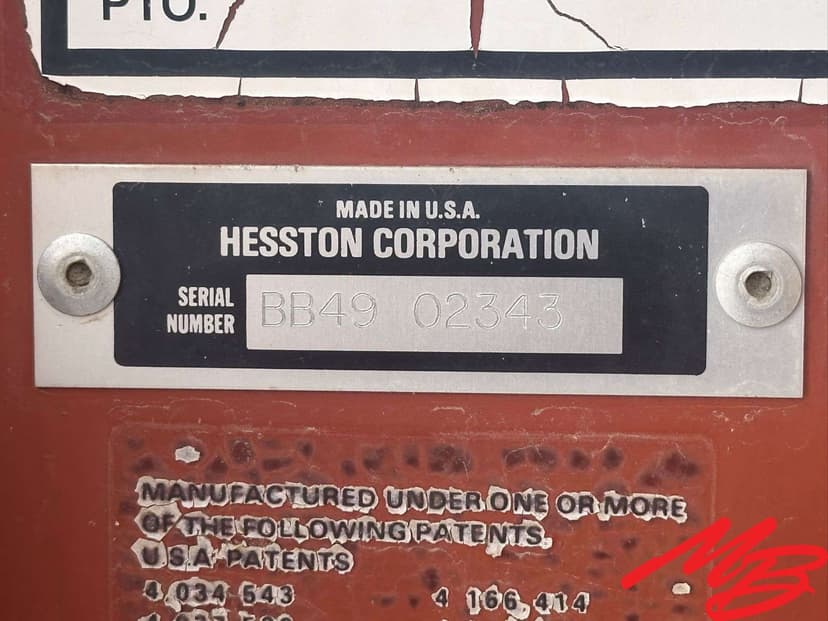 PTO.
MADE IN U.S.A.
HESSTON CORPORATION
SERIAL
NUMBER
BB49 02343
MANUFACTURED UNDER ONE OR MORE
OF THE FOLLOWING PATENTS.
U.S.A. PATENTS
4 034 543 4 166 414
MB